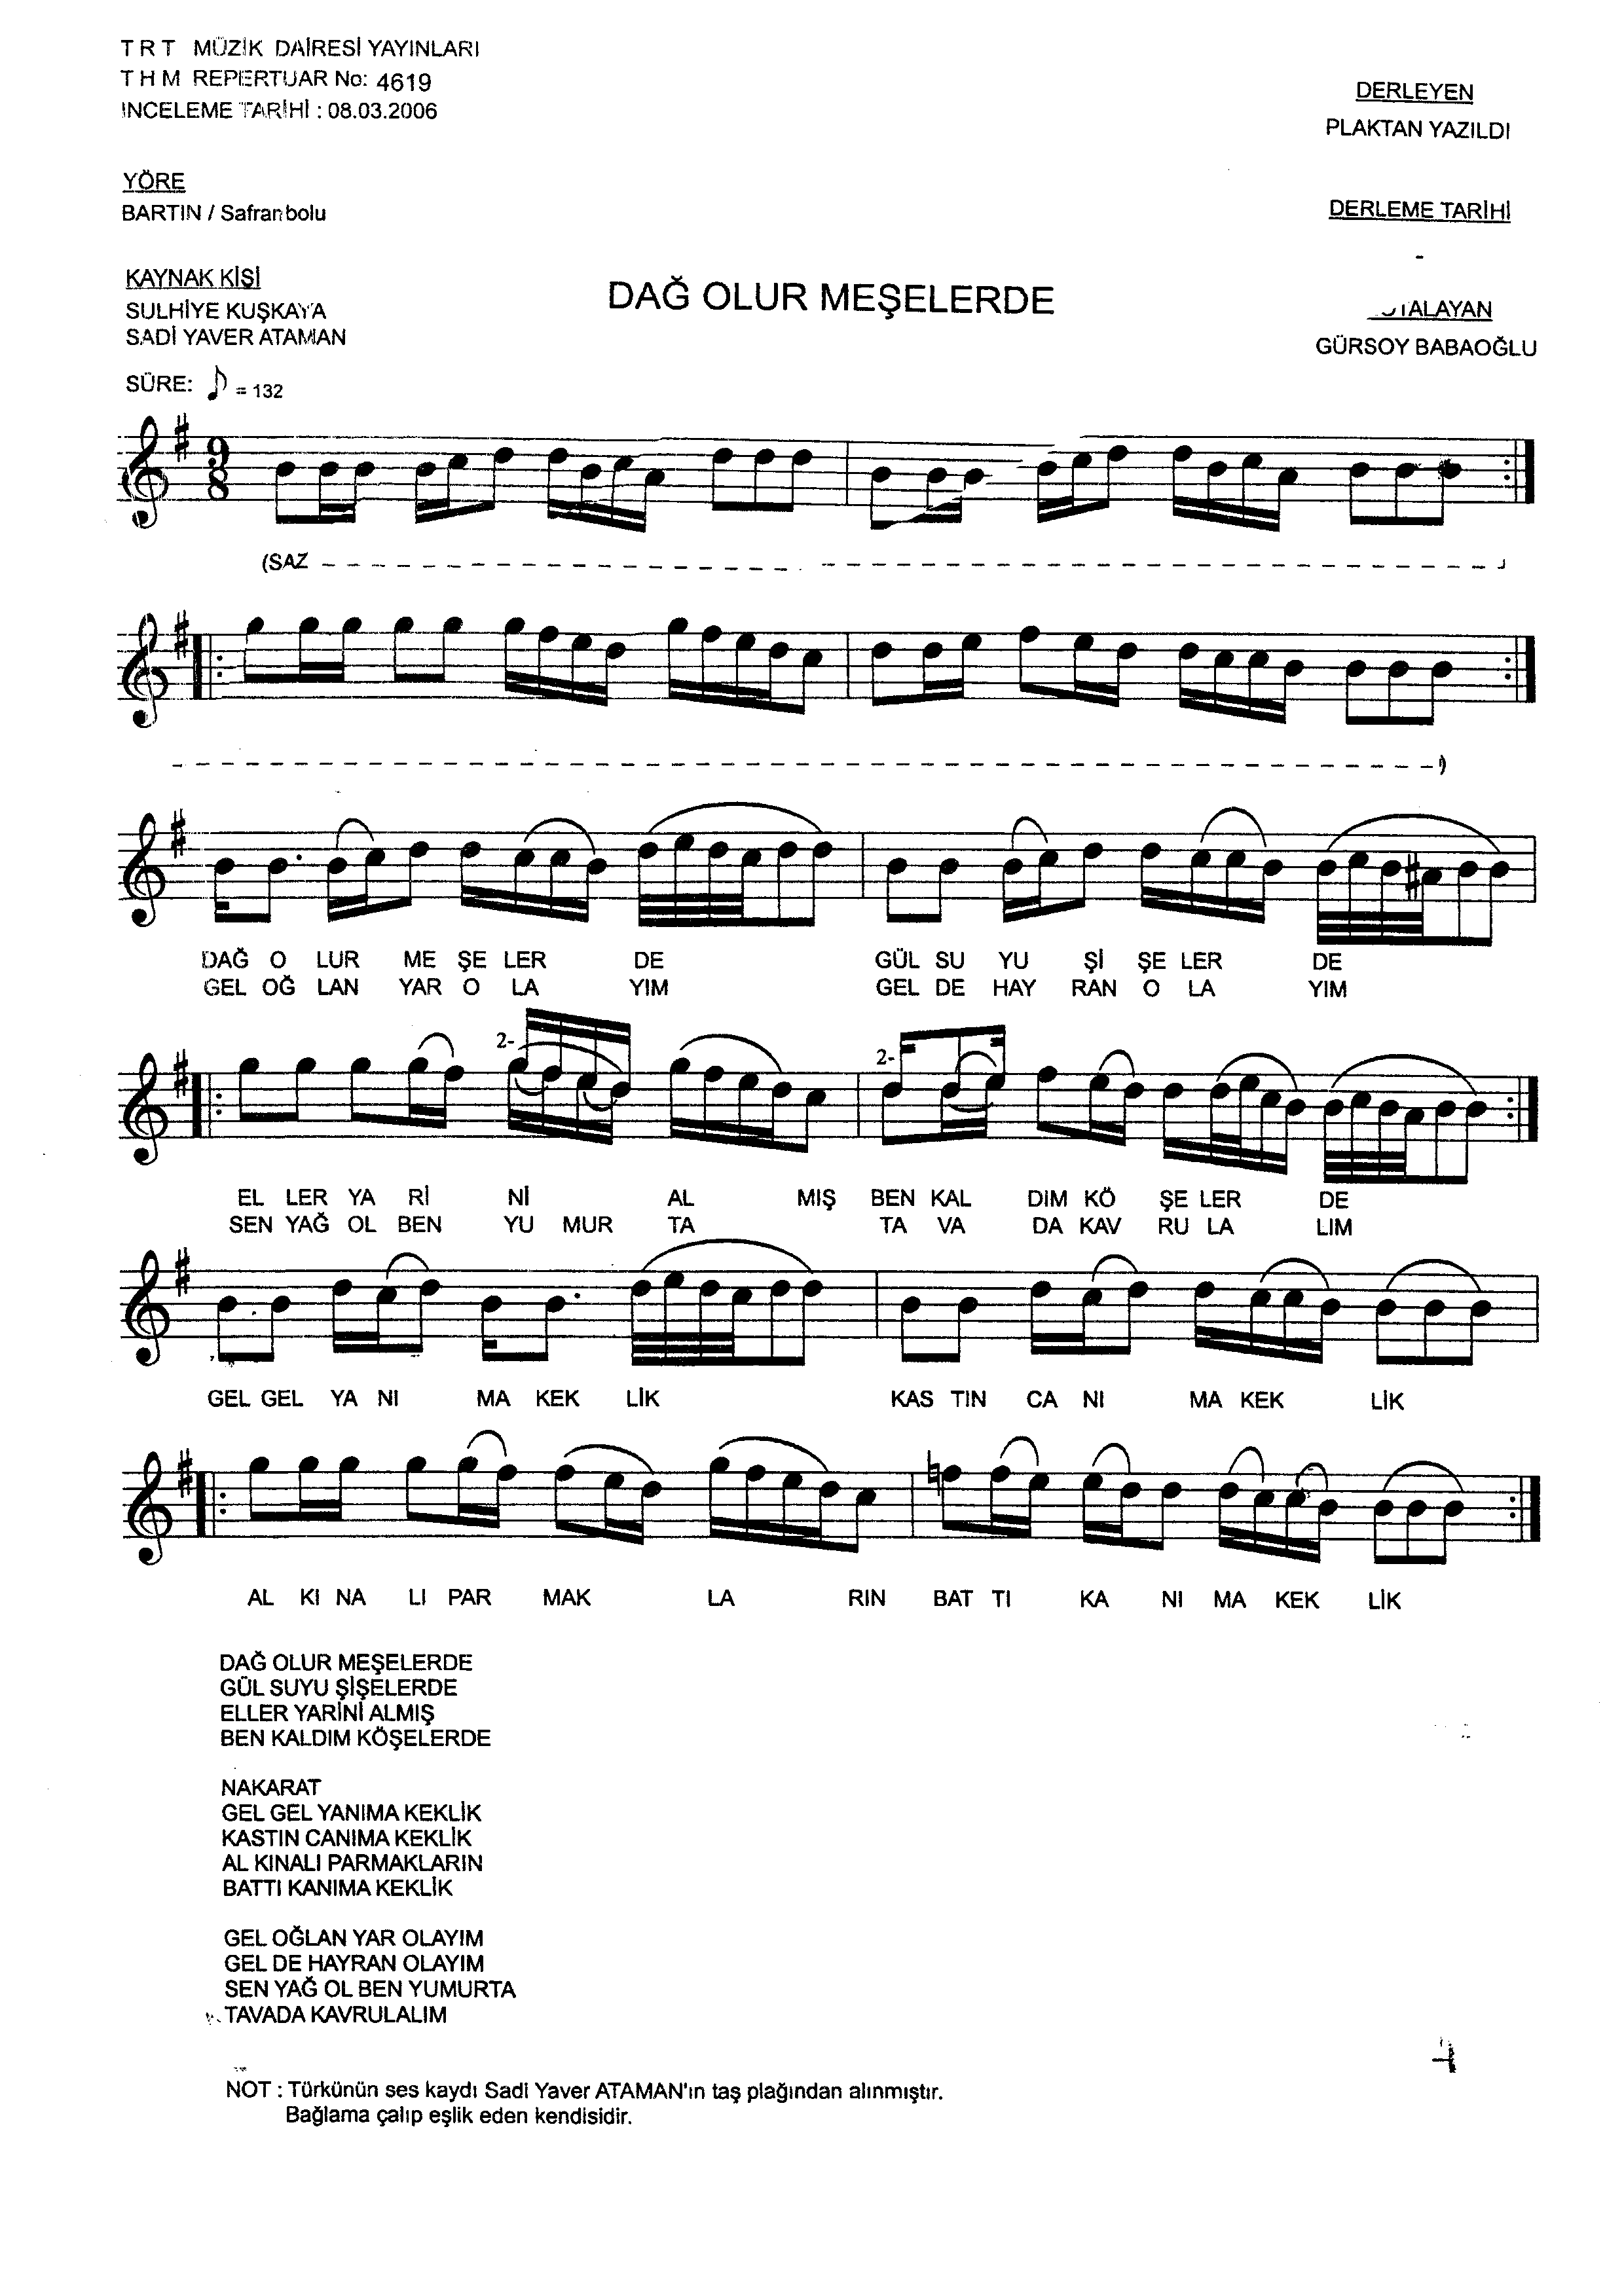 TRT MÜZİK DAİRESİ YAYINLARI
THM REPERTUAR No: 4619
İNCELEME TARİHİ : 08.03.2006
DERLEYEN
PLAKTAN YAZILDI
YÖRE
BARTIN / Safranbolu
DERLEME TARİHİ
-
KAYNAK KİŞİ
SULHİYE KUŞKAYA
SADİ YAVER ATAMAN
DAĞ OLUR MEŞELERDE
GÜRSOY BABAOĞLU
SÜRE: ♪ = 132
9
8
(SAZ
DAĞ O LUR ME ŞE LER DE GÜL SU YU Şİ ŞE LER DE
GEL OĞ LAN YAR O LA YIM GEL DE HAY RAN O LA YIM
2- 2-
EL LER YA Rİ Nİ AL MIŞ BEN KAL DIM KÖ ŞE LER DE
SEN YAĞ OL BEN YU MUR TA TA VA DA KAV RU LA LIM
GEL GEL YA NI MA KEK LİK KAS TIN CA NI MA KEK LİK
AL KI NA LI PAR MAK LA RIN BAT TI KA NI MA KEK LİK
DAĞ OLUR MEŞELERDE
GÜL SUYU ŞİŞELERDE
ELLER YARİNİ ALMIŞ
BEN KALDIM KÖŞELERDE
NAKARAT
GEL GEL YANIMA KEKLİK
KASTIN CANIMA KEKLİK
AL KINALI PARMAKLARIN
BATTI KANIMA KEKLİK
GEL OĞLAN YAR OLAYIM
GEL DE HAYRAN OLAYIM
SEN YAĞ OL BEN YUMURTA
TAVADA KAVRULALIM
NOT : Türkünün ses kaydı Sadi Yaver ATAMAN'ın taş plağından alınmıştır.
Bağlama çalıp eşlik eden kendisidir.